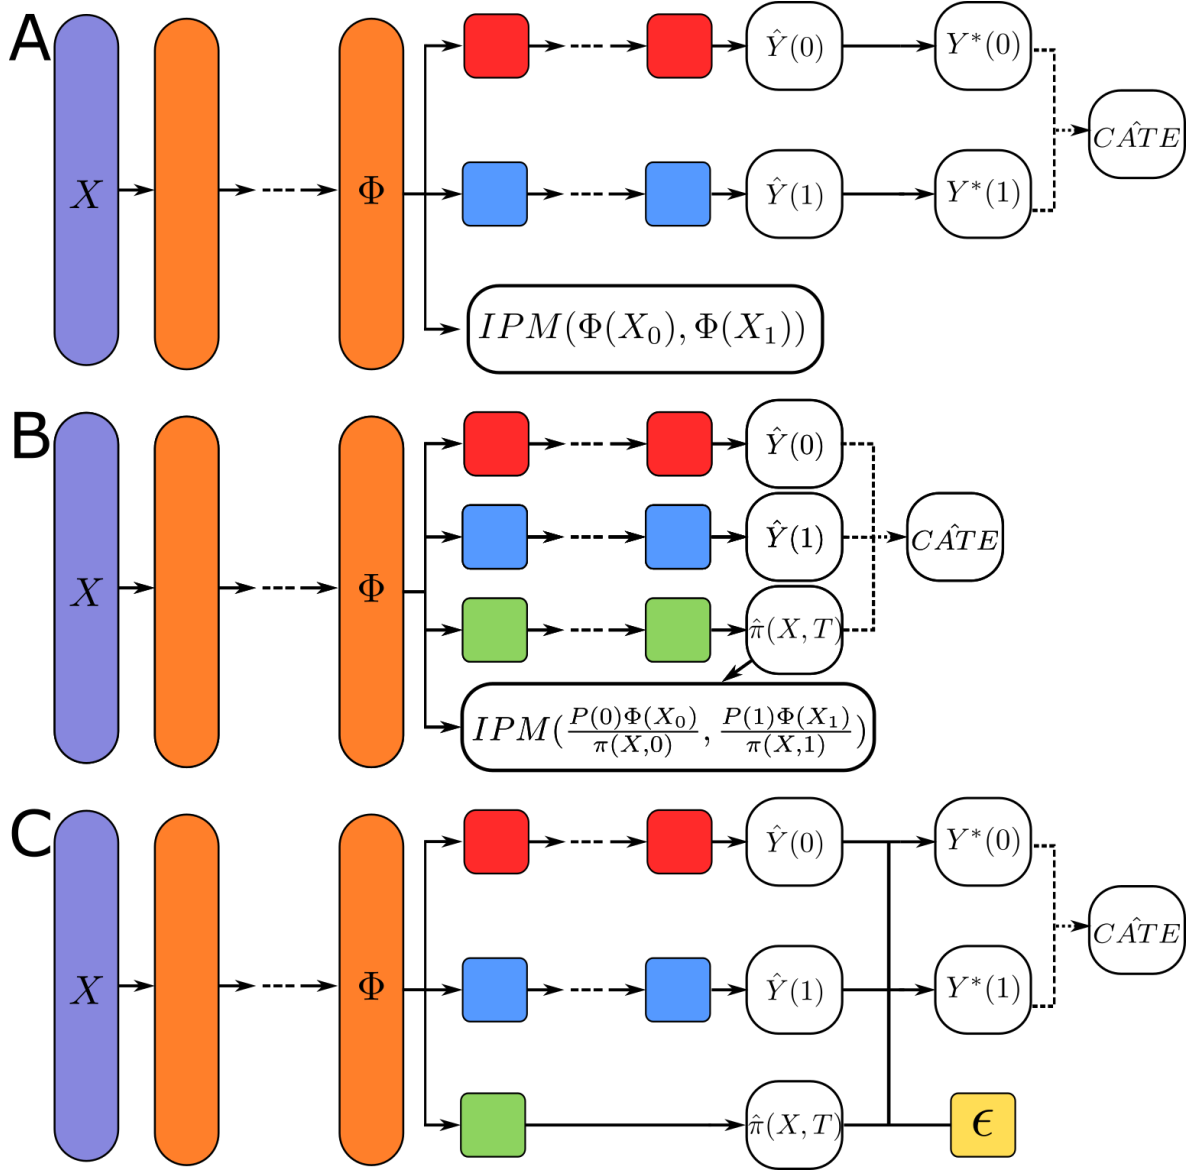 A
X
Φ
Ŷ(0)
Y*(0)
Ŷ(1)
Y*(1)
CÂTE
IPM(Φ(X₀), Φ(X₁))
B
X
Φ
Ŷ(0)
Ŷ(1)
CÂTE
π̂(X, T)
IPM(P(0)Φ(X₀)/π(X,0), P(1)Φ(X₁)/π(X,1))
C
X
Φ
Ŷ(0)
Y*(0)
CÂTE
Ŷ(1)
Y*(1)
π̂(X, T)
ϵ